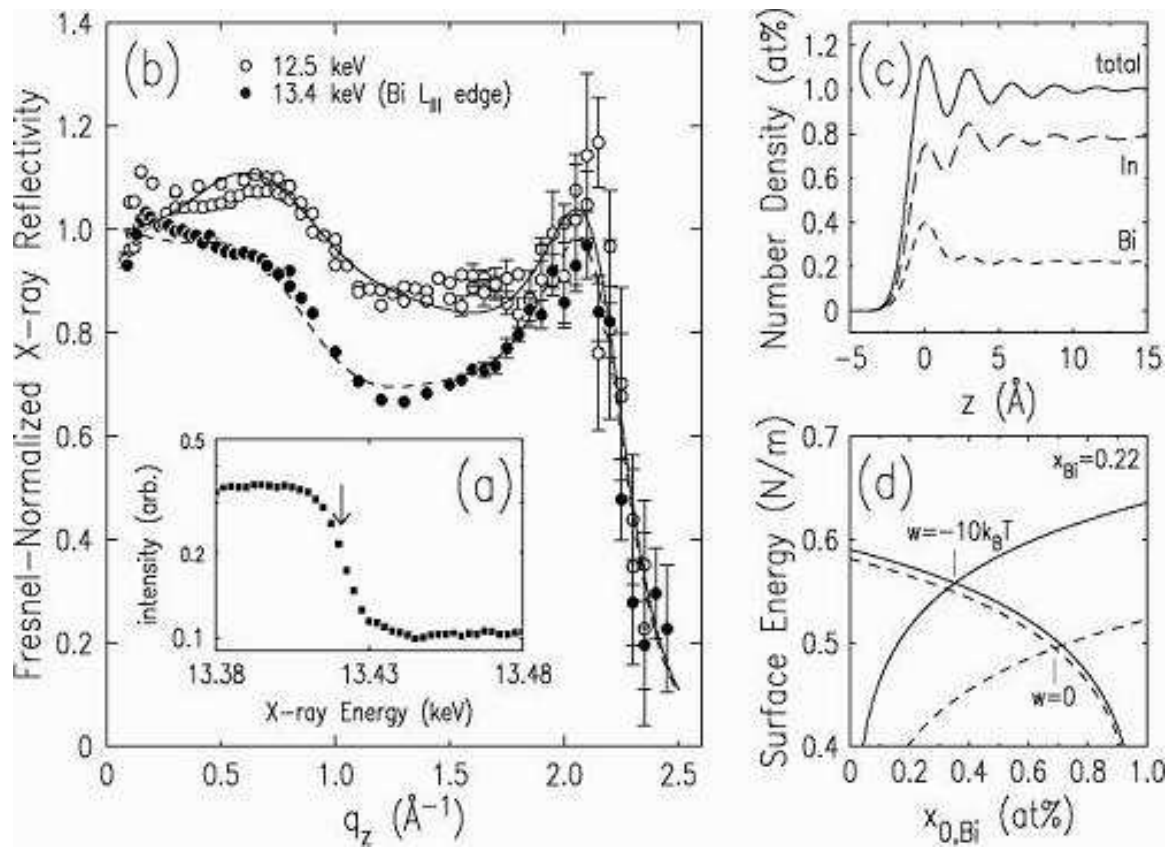 Fresnel-Normalized X-ray Reflectivity
1.4
1.2
1.0
0.8
0.6
0.4
0.2
0
(b)
12.5 keV
13.4 keV (Bi L_III edge)
0
0.5
1.0
1.5
2.0
2.5
q_z (Å⁻¹)
(a)
intensity (arb.)
0.5
0.2
0.1
13.38
13.43
13.48
X-ray Energy (keV)
(c)
Number Density (at%)
1.2
1.0
0.8
0.6
0.4
0.2
0
total
In
Bi
-5
0
5
10
15
z (Å)
(d)
Surface Energy (N/m)
0.7
0.6
0.5
0.4
x_Bi=0.22
w=-10k_BT
w=0
0
0.2
0.4
0.6
0.8
1.0
x_0,Bi (at%)